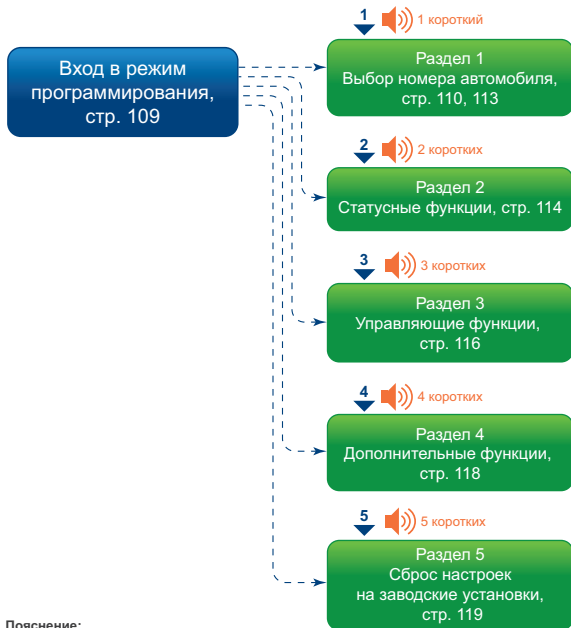 1 1 короткий
Вход в режим
программирования,
стр. 109
Раздел 1
Выбор номера автомобиля,
стр. 110, 113
2 2 коротких
Раздел 2
Статусные функции, стр. 114
3 3 коротких
Раздел 3
Управляющие функции,
стр. 116
4 4 коротких
Раздел 4
Дополнительные функции,
стр. 118
5 5 коротких
Раздел 5
Сброс настроек
на заводские установки,
стр. 119
Пояснение: